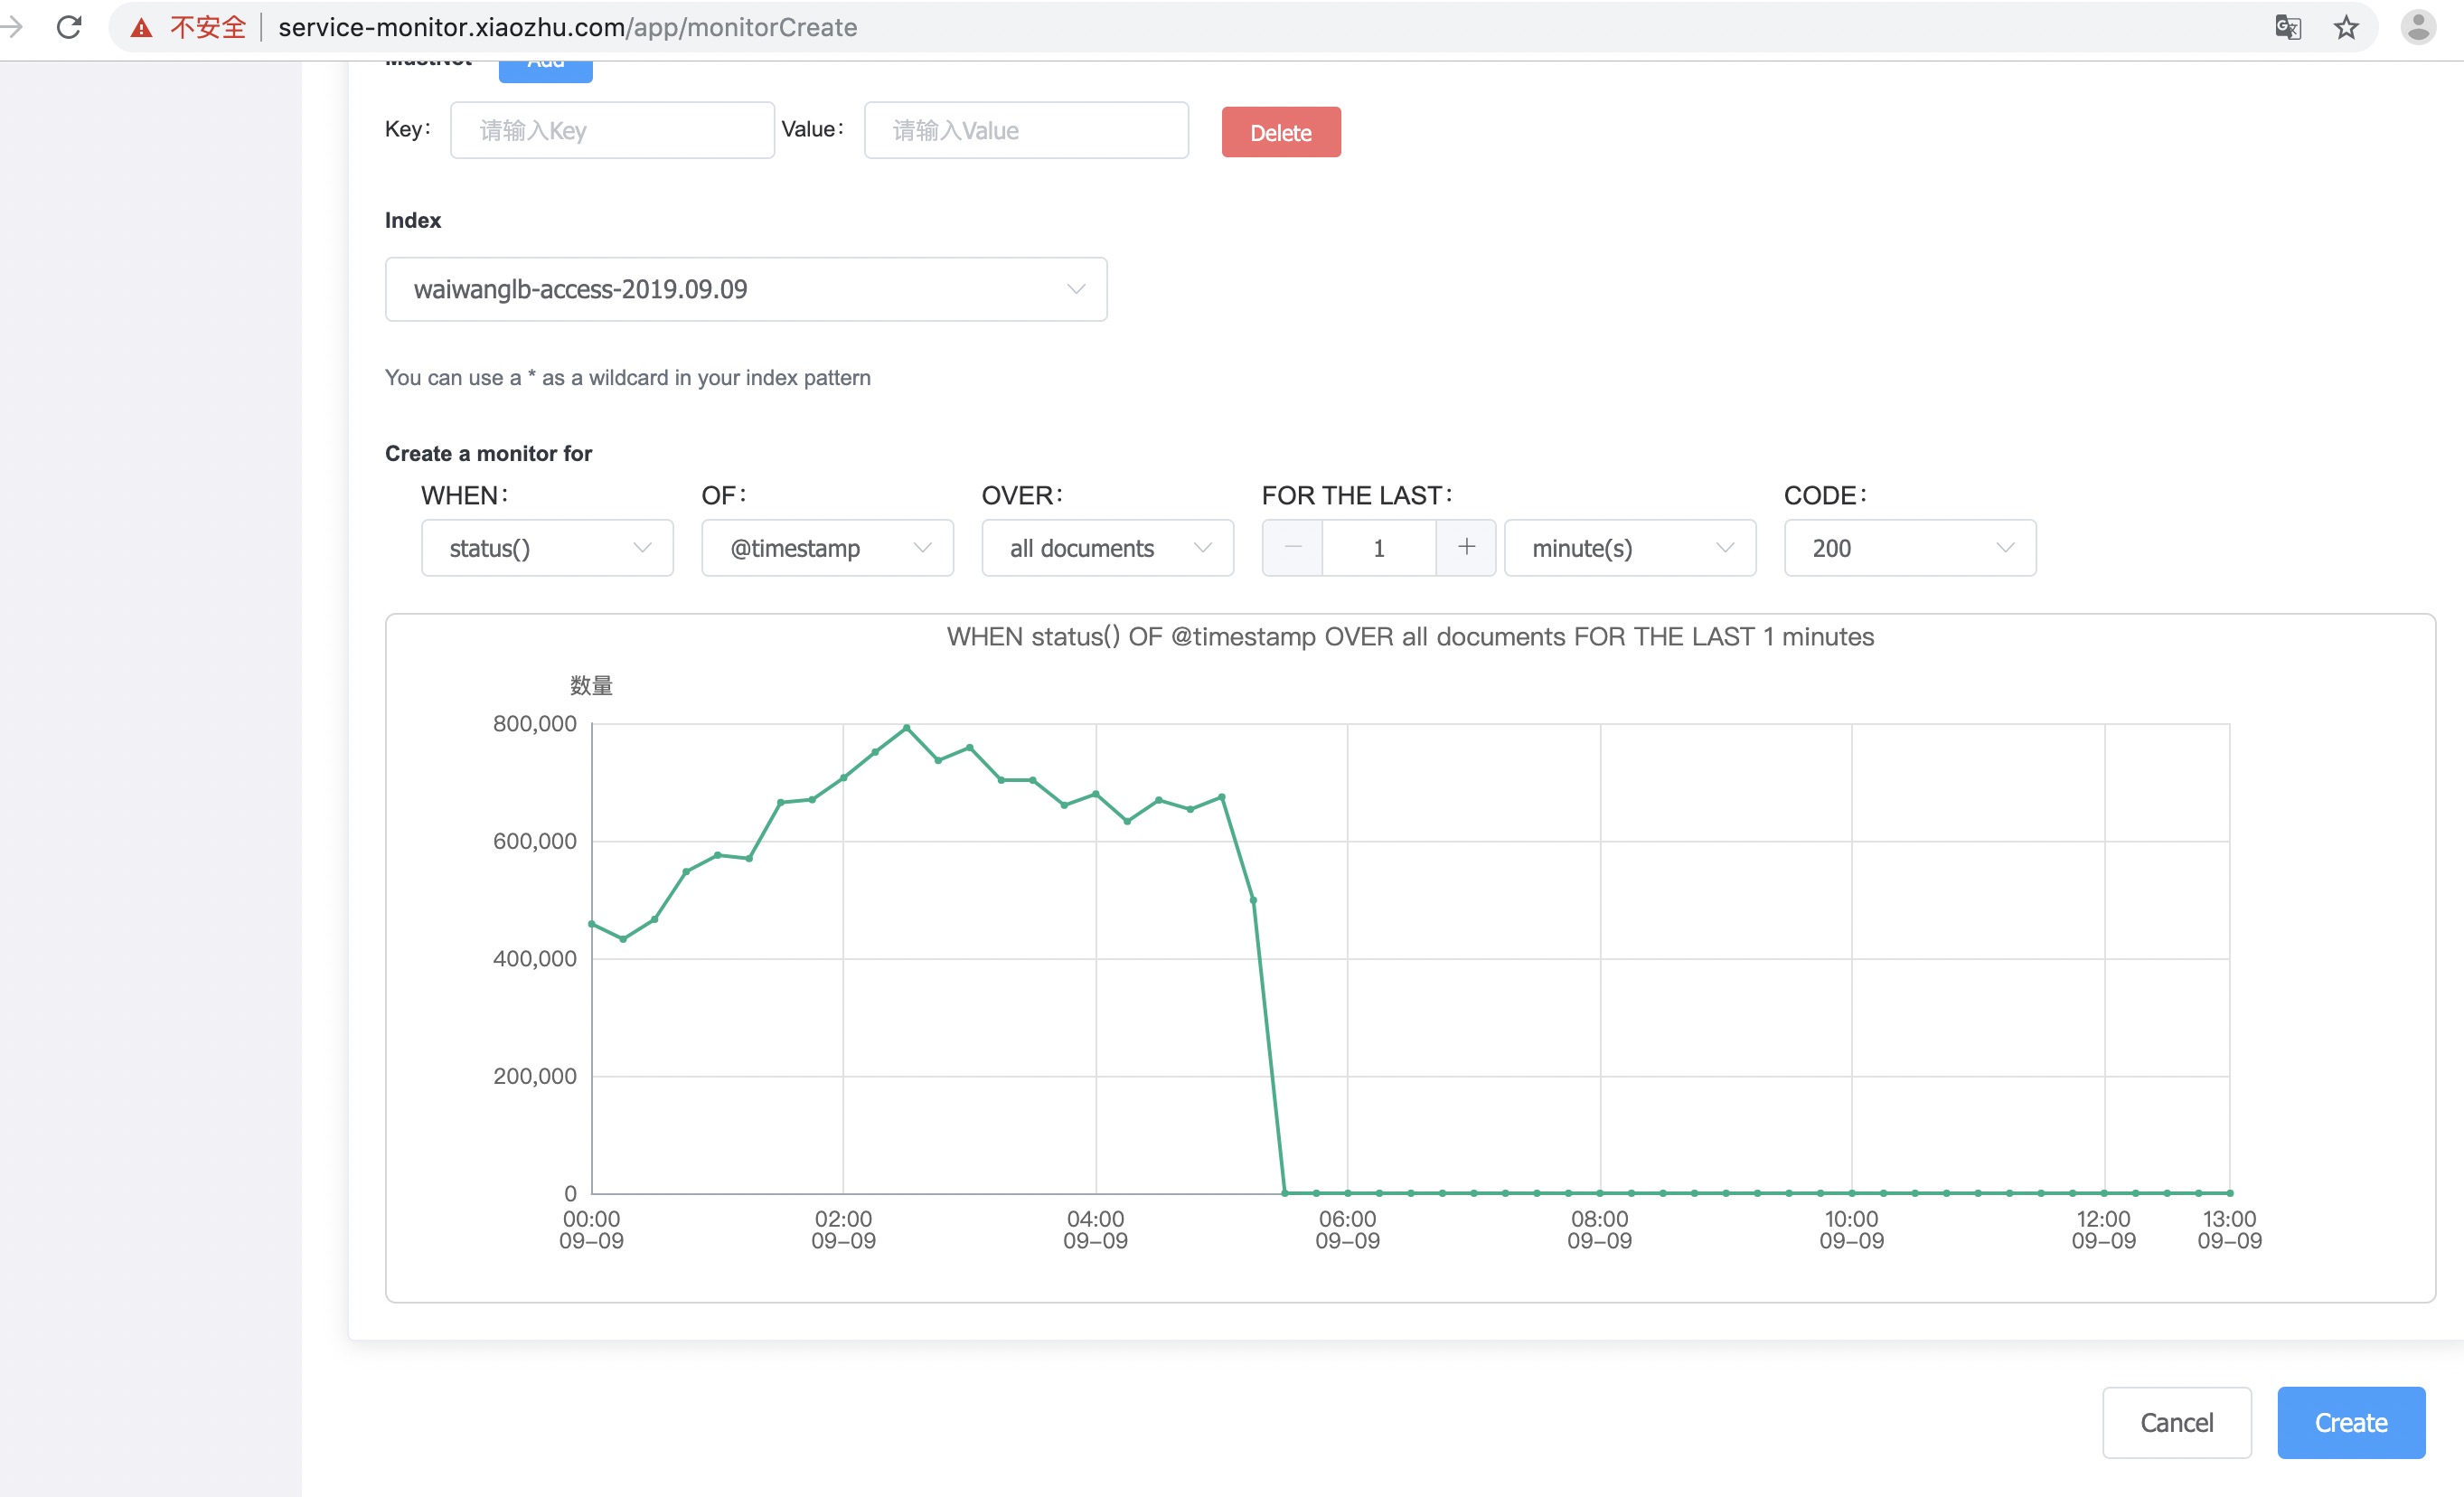 不安全 service-monitor.xiaozhu.com/app/monitorCreate
MustNot Add
Key: 请输入Key Value: 请输入Value Delete
Index
waiwanglb-access-2019.09.09
You can use a * as a wildcard in your index pattern
Create a monitor for
WHEN: OF: OVER: FOR THE LAST: CODE:
status() @timestamp all documents − 1 + minute(s) 200
WHEN status() OF @timestamp OVER all documents FOR THE LAST 1 minutes
数量
800,000
600,000
400,000
200,000
0
00:00 02:00 04:00 06:00 08:00 10:00 12:00 13:00
09-09 09-09 09-09 09-09 09-09 09-09 09-09 09-09
Cancel Create